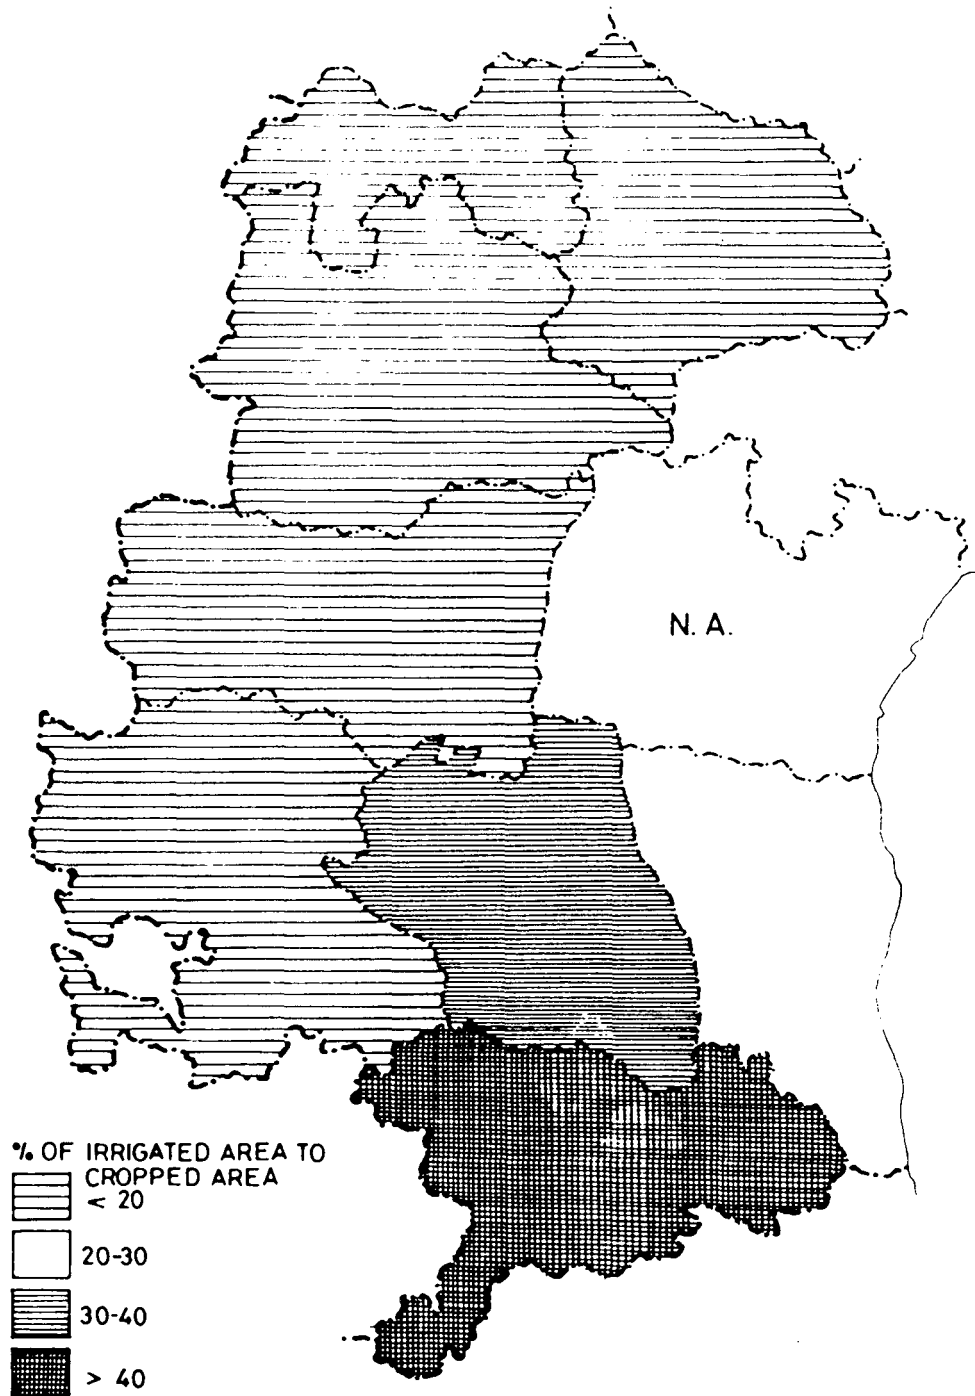 N. A.
% OF IRRIGATED AREA TO
CROPPED AREA
< 20
20-30
30-40
> 40